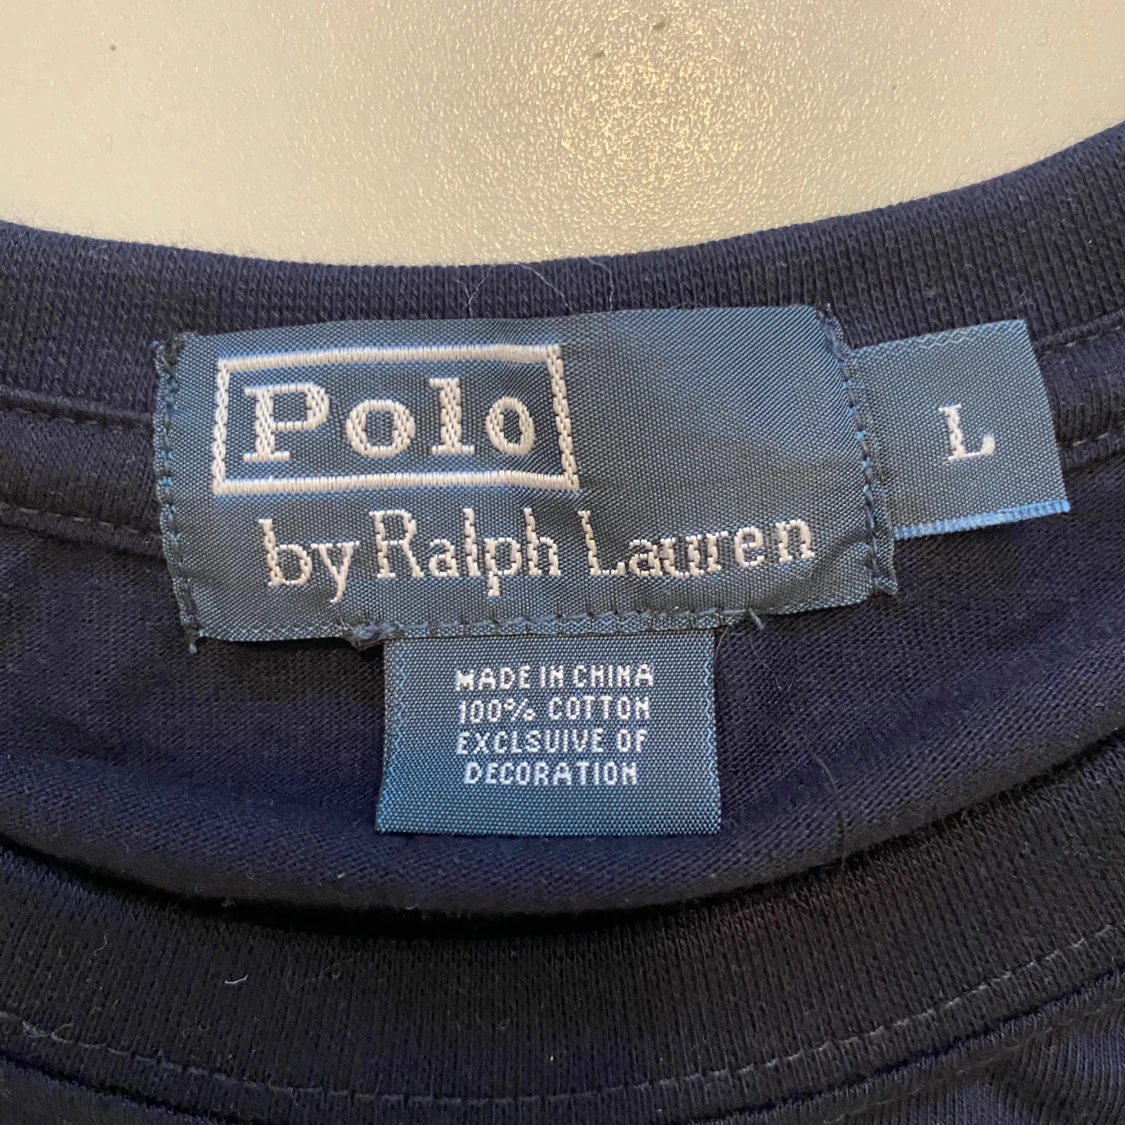 Polo
by Ralph Lauren
L
MADE IN CHINA
100% COTTON
EXCLSUIVE OF
DECORATION